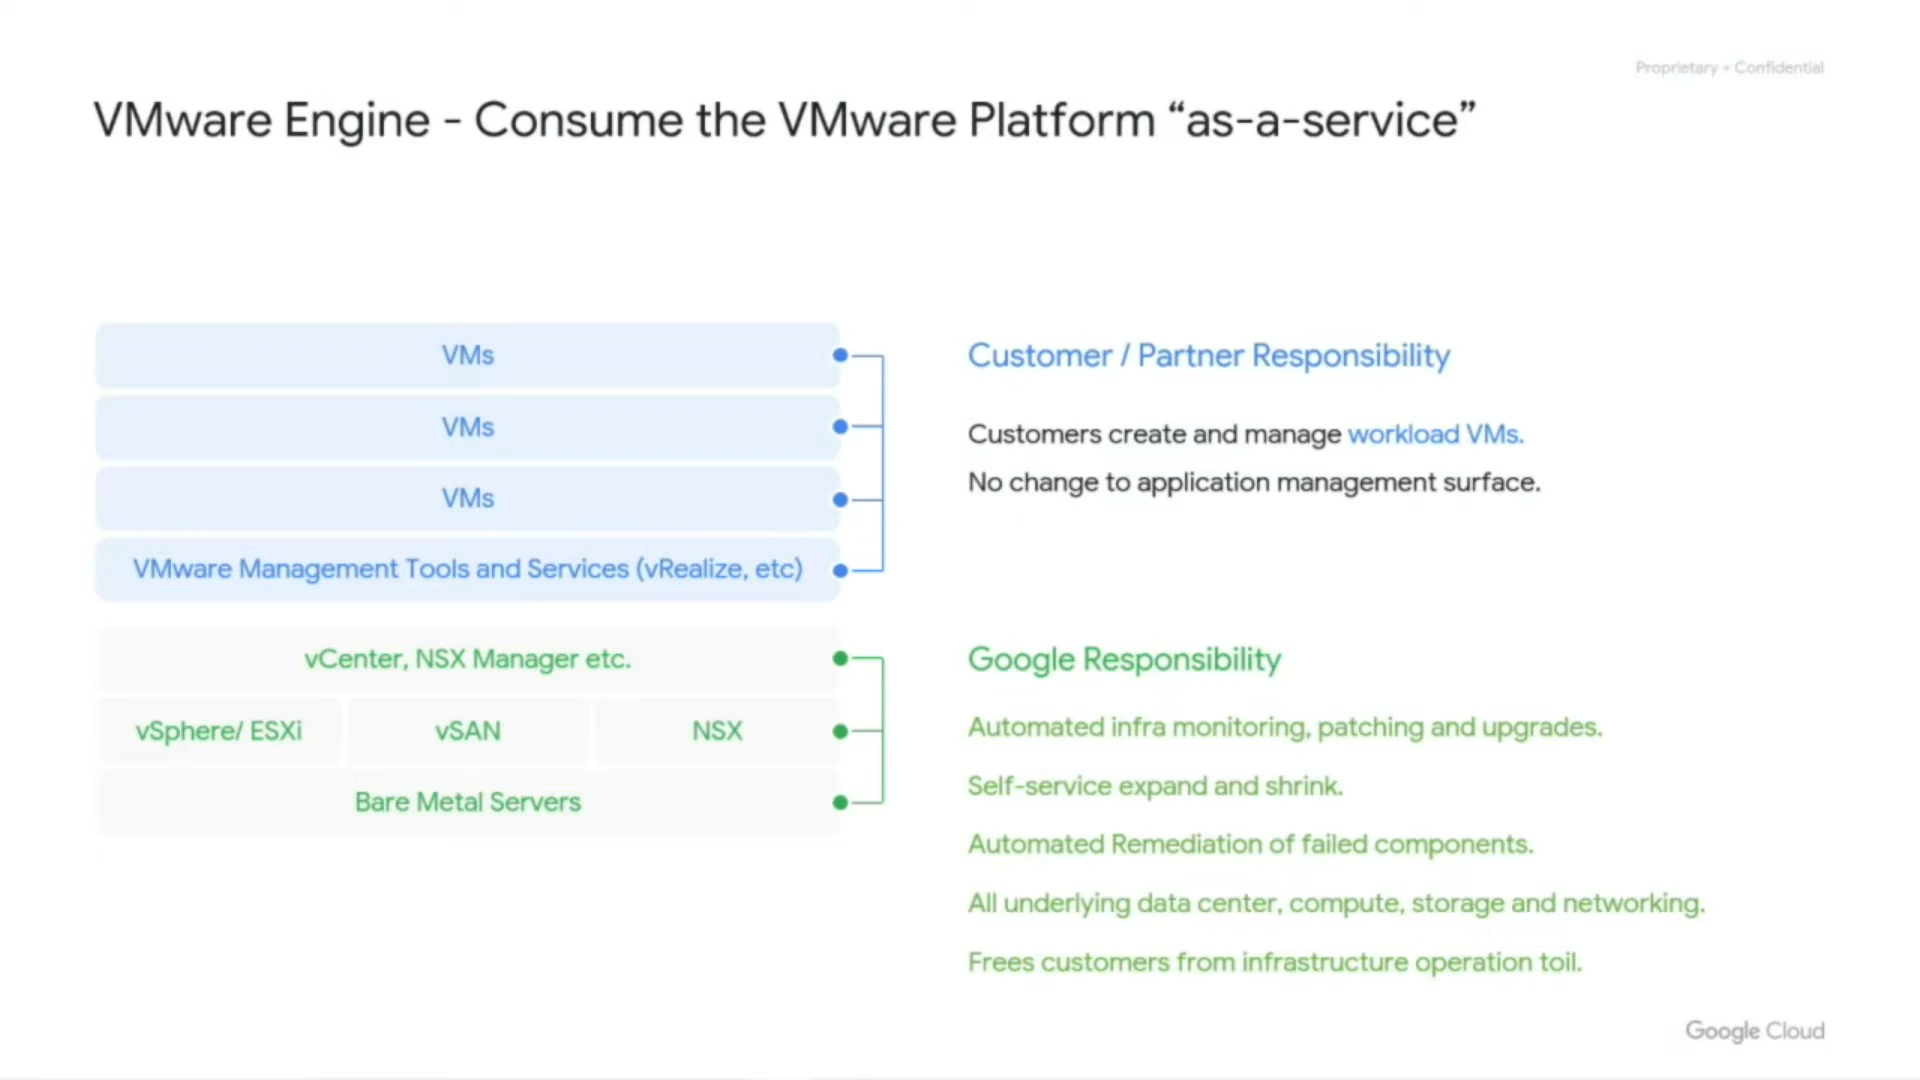 Proprietary + Confidential
VMware Engine - Consume the VMware Platform “as-a-service”
VMs
VMs
VMs
VMware Management Tools and Services (vRealize, etc)
vCenter, NSX Manager etc.
vSphere/ ESXi
vSAN
NSX
Bare Metal Servers
Customer / Partner Responsibility
Customers create and manage workload VMs.
No change to application management surface.
Google Responsibility
Automated infra monitoring, patching and upgrades.
Self-service expand and shrink.
Automated Remediation of failed components.
All underlying data center, compute, storage and networking.
Frees customers from infrastructure operation toil.
Google Cloud